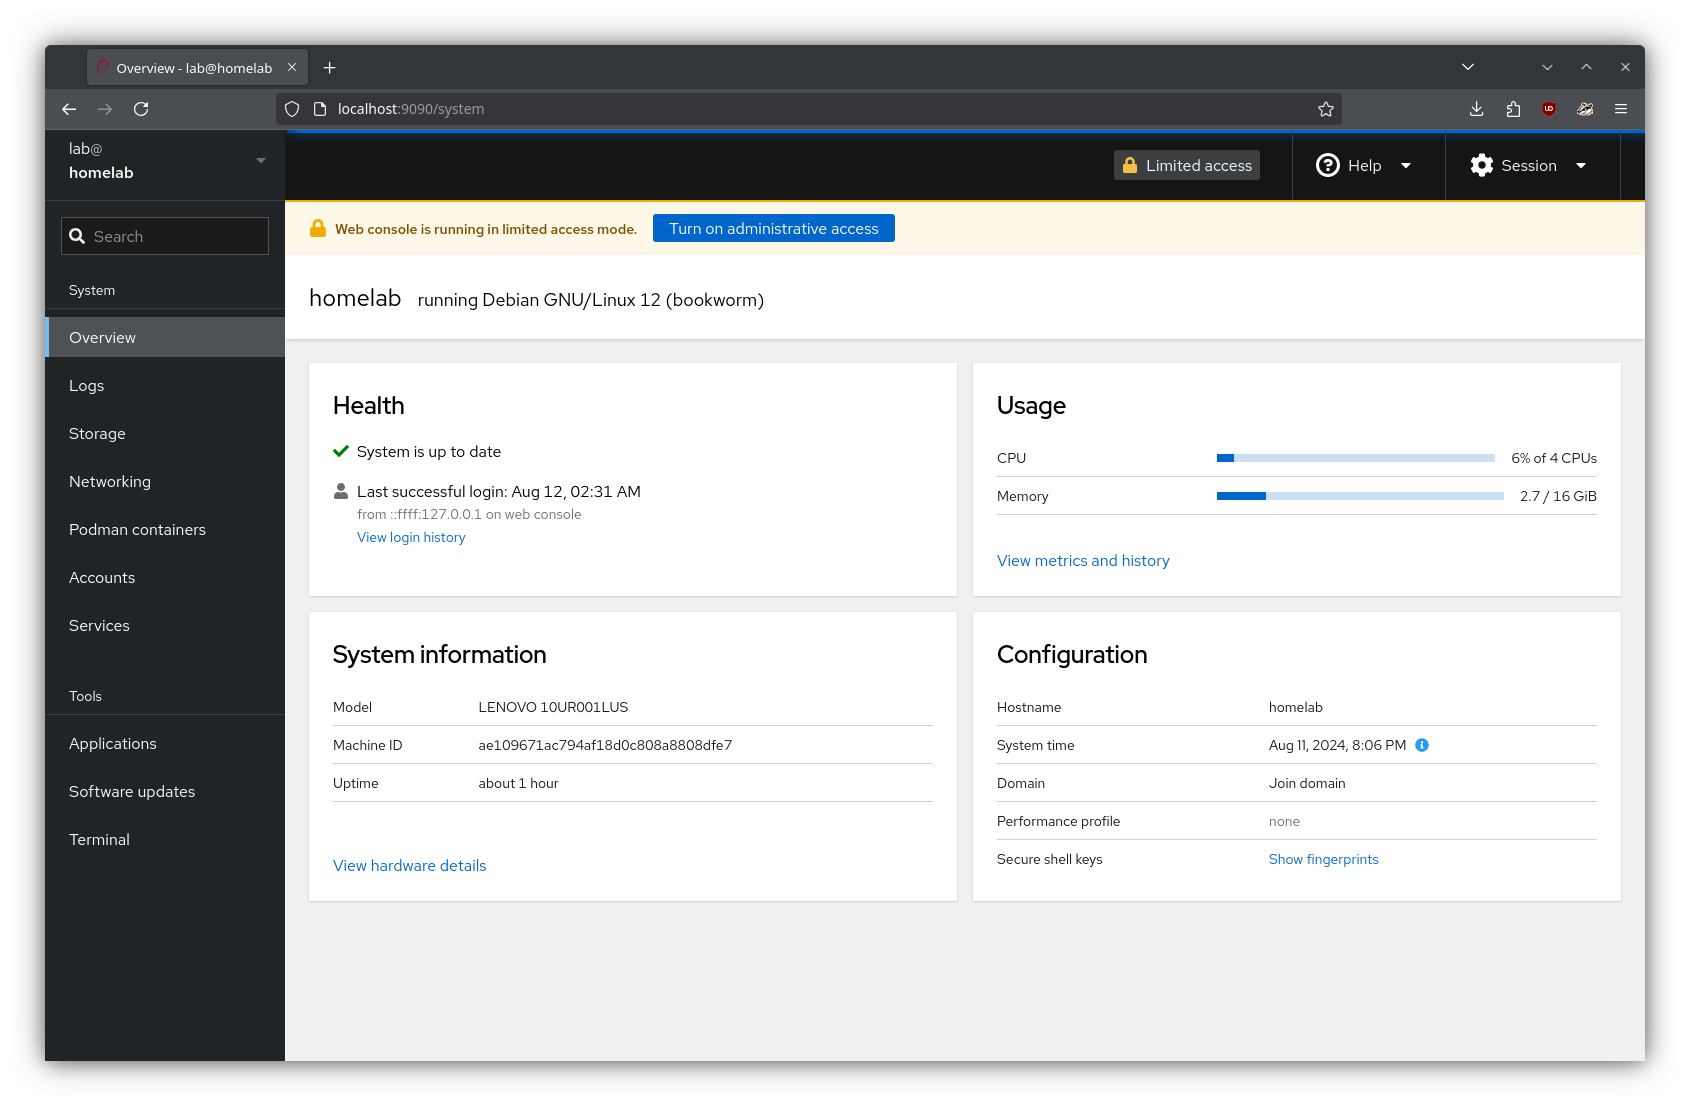 Overview - lab@homelab
localhost:9090/system
lab@
homelab
Limited access
Help
Session
Search
Web console is running in limited access mode.
Turn on administrative access
System
homelab running Debian GNU/Linux 12 (bookworm)
Overview
Logs
Storage
Networking
Podman containers
Accounts
Services
Tools
Applications
Software updates
Terminal
Health
System is up to date
Last successful login: Aug 12, 02:31 AM
from ::ffff:127.0.0.1 on web console
View login history
Usage
CPU 6% of 4 CPUs
Memory 2.7 / 16 GiB
View metrics and history
System information
Model LENOVO 10UR001LUS
Machine ID ae109671ac794af18d0c808a8808dfe7
Uptime about 1 hour
View hardware details
Configuration
Hostname homelab
System time Aug 11, 2024, 8:06 PM
Domain Join domain
Performance profile none
Secure shell keys Show fingerprints